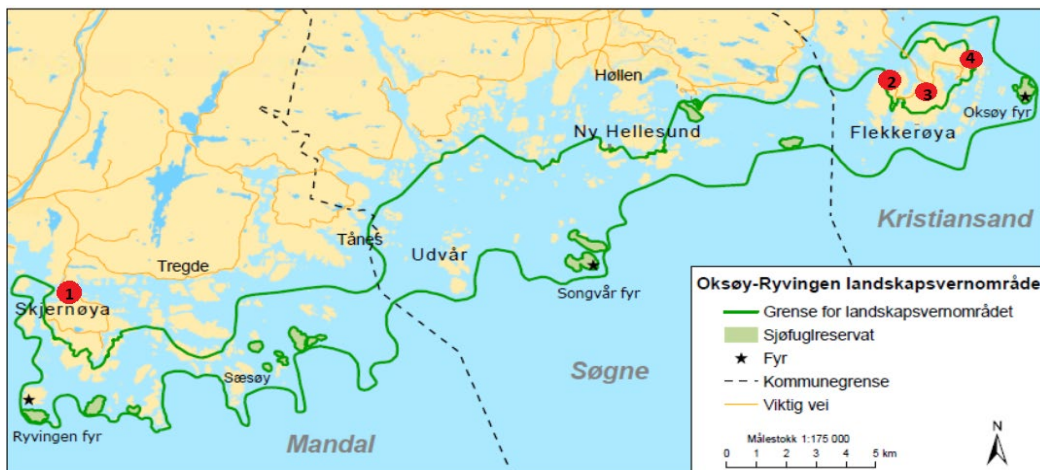 4
2
3
Høllen
Oksøy fyr
Ny Hellesund
Flekkerøya
Kristiansand
Tånes
Udvår
Tregde
1
Skjernøya
Songvår fyr
Sæsøy
Søgne
Ryvingen fyr
Mandal
Oksøy-Ryvingen landskapsvernområde
Grense for landskapsvernområdet
Sjøfuglreservat
Fyr
Kommunegrense
Viktig vei
N
Målestokk 1:175 000
0 1 2 3 4 5 km